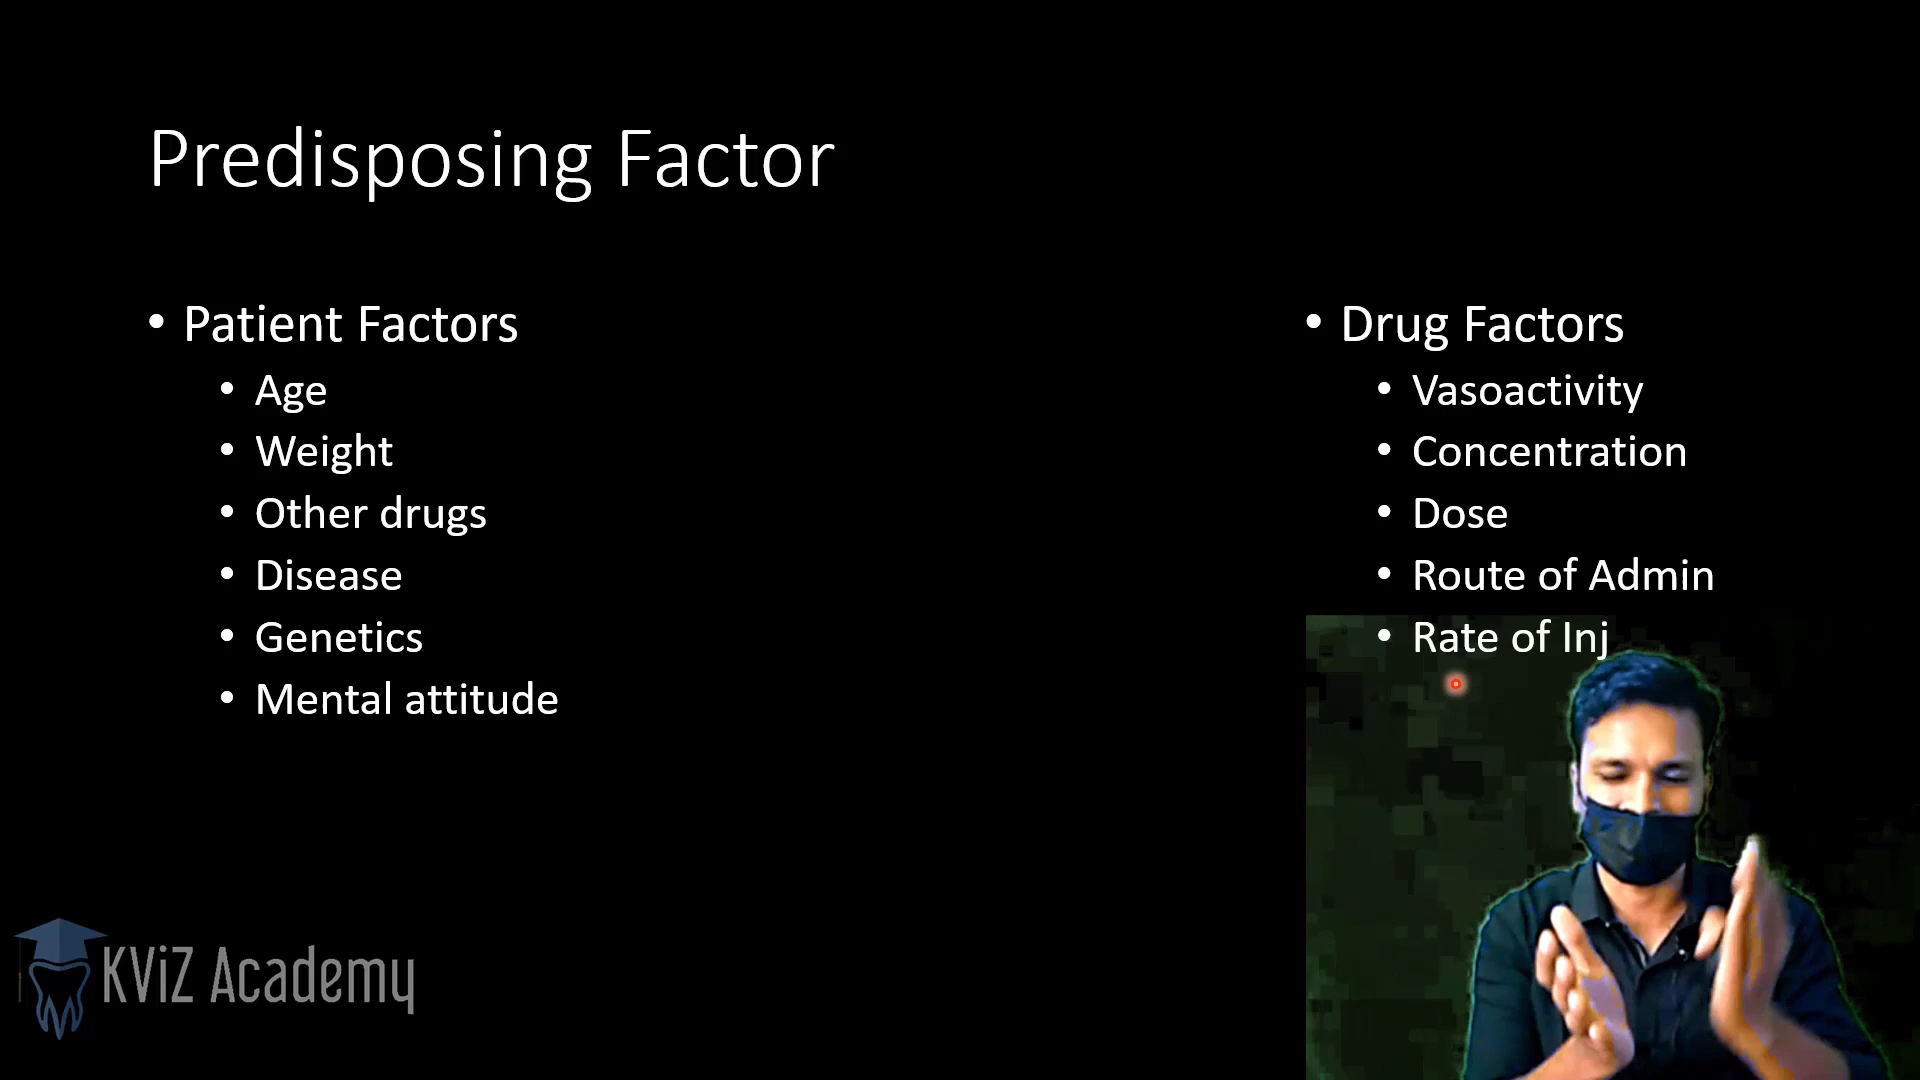 Predisposing Factor
• Patient Factors
• Age
• Weight
• Other drugs
• Disease
• Genetics
• Mental attitude
• Drug Factors
• Vasoactivity
• Concentration
• Dose
• Route of Admin
• Rate of Inj
KViZ Academy